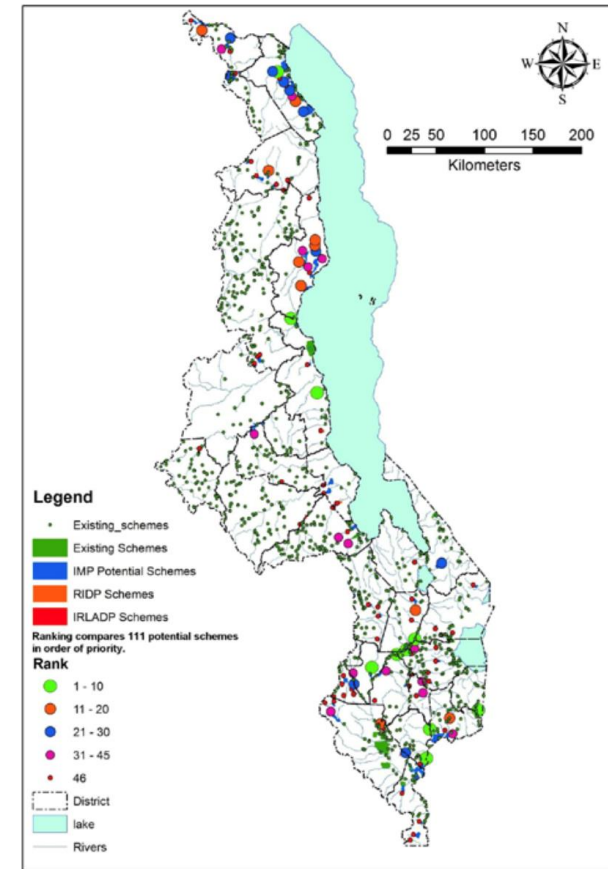 N
W E
S
0 25 50 100 150 200
Kilometers
Legend
Existing_schemes
Existing Schemes
IMP Potential Schemes
RIDP Schemes
IRLADP Schemes
Ranking compares 111 potential schemes
in order of priority.
Rank
1 - 10
11 - 20
21 - 30
31 - 45
46
District
lake
Rivers